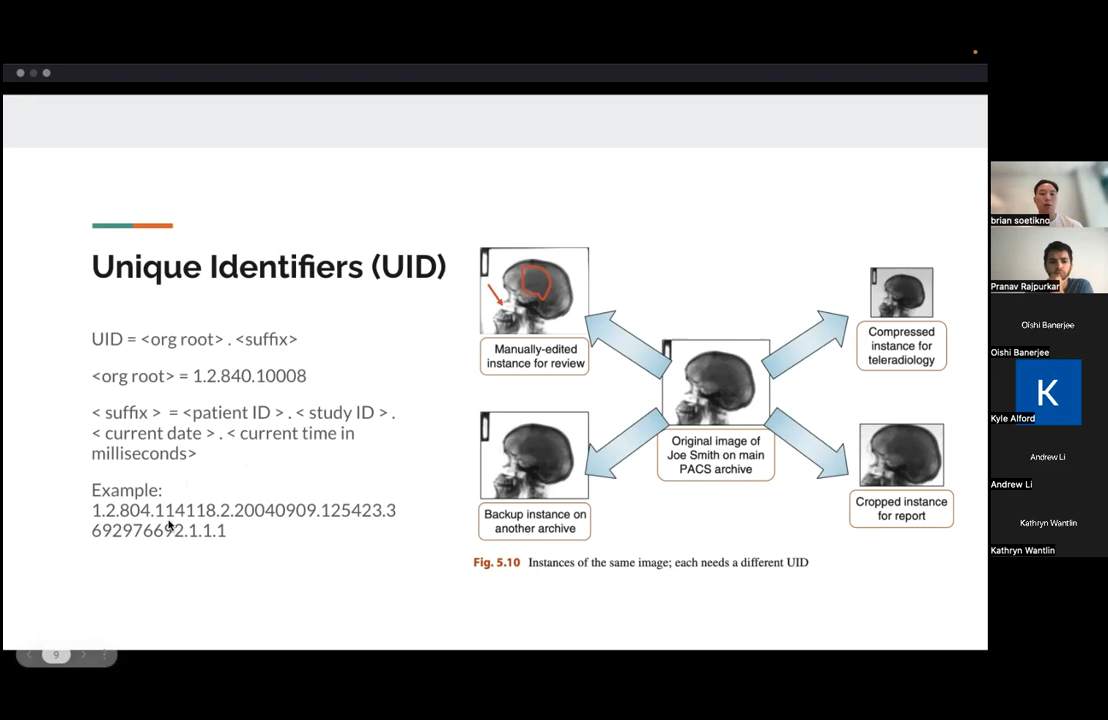 Unique Identifiers (UID)
UID = <org root> . <suffix>
<org root> = 1.2.840.10008
< suffix > = <patient ID > . < study ID > .
< current date > . < current time in
milliseconds>
Example:
1.2.804.114118.2.20040909.125423.3
692976692.1.1.1
Manually-edited
instance for review
Compressed
instance for
teleradiology
Original image of
Joe Smith on main
PACS archive
Backup instance on
another archive
Cropped instance
for report
Fig. 5.10 Instances of the same image; each needs a different UID
9
brian soetikno
Pranav Rajpurkar
Oishi Banerjee
Oishi Banerjee
K
Kyle Alford
Andrew Li
Andrew Li
Kathryn Wantlin
Kathryn Wantlin